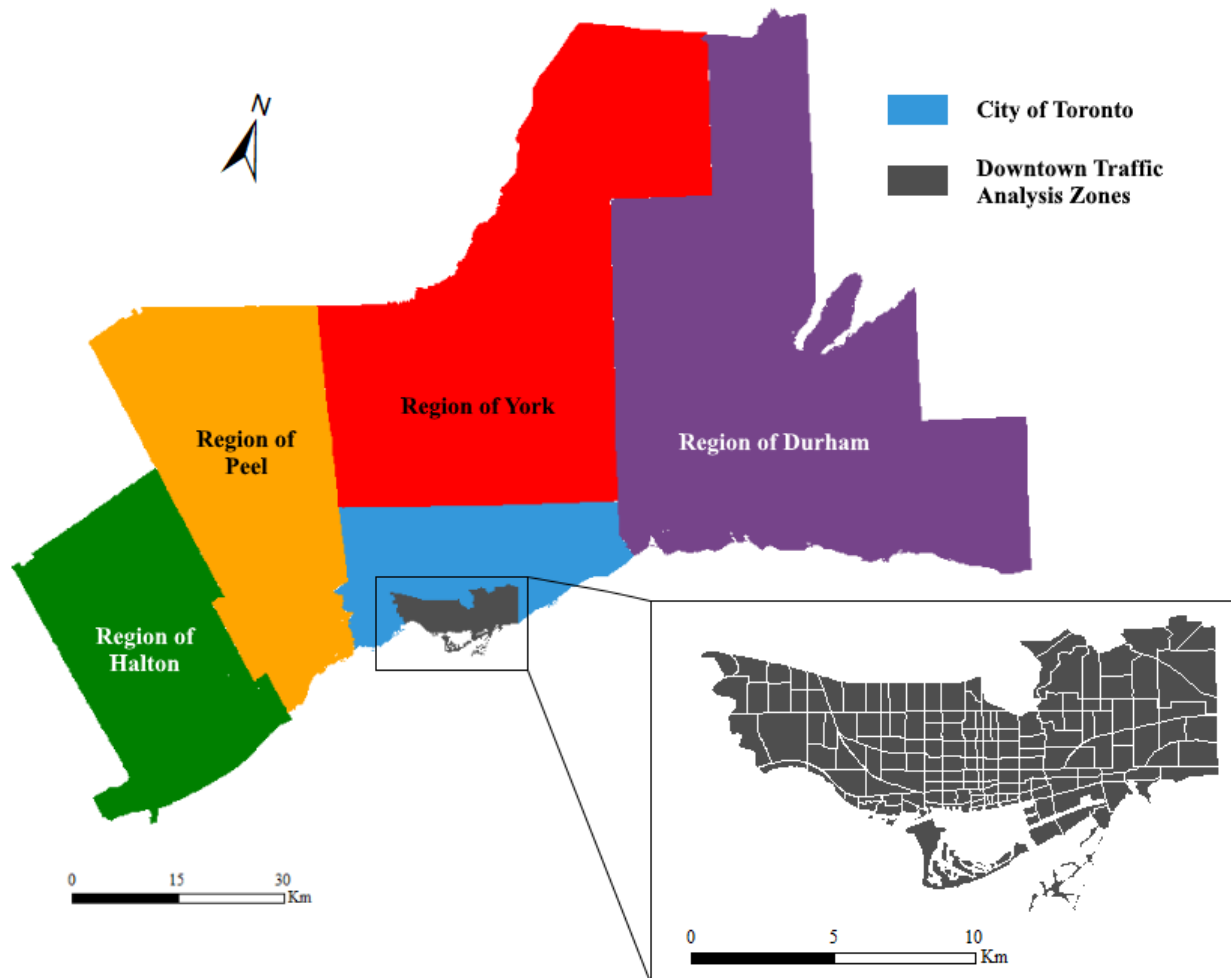 N
City of Toronto
Downtown Traffic
Analysis Zones
Region of York
Region of
Peel
Region of Durham
Region of
Halton
0 15 30
Km
0 5 10
Km